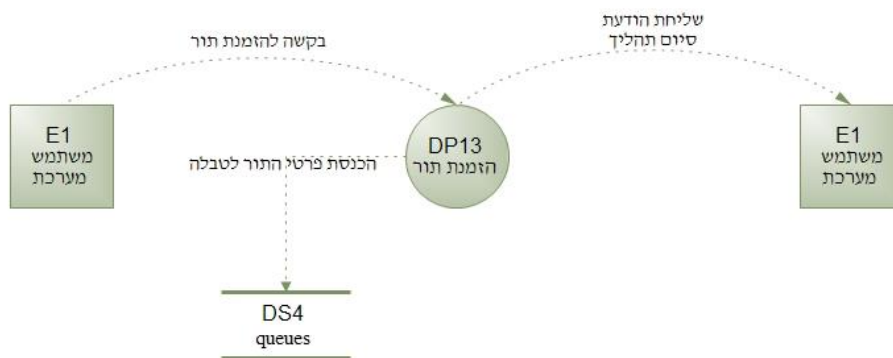 בקשה להזמנת תור
שליחת הודעת
סיום תהליך
E1
משתמש
מערכת
DP13
הזמנת תור
E1
משתמש
מערכת
הכנסת פרטי התור לטבלה
DS4
queues